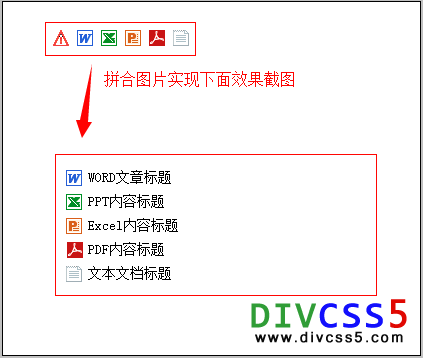 拼合图片实现下面效果截图
WORD文章标题
PPT内容标题
Excel内容标题
PDF内容标题
文本文档标题
DIVCSS5
www.divcss5.com